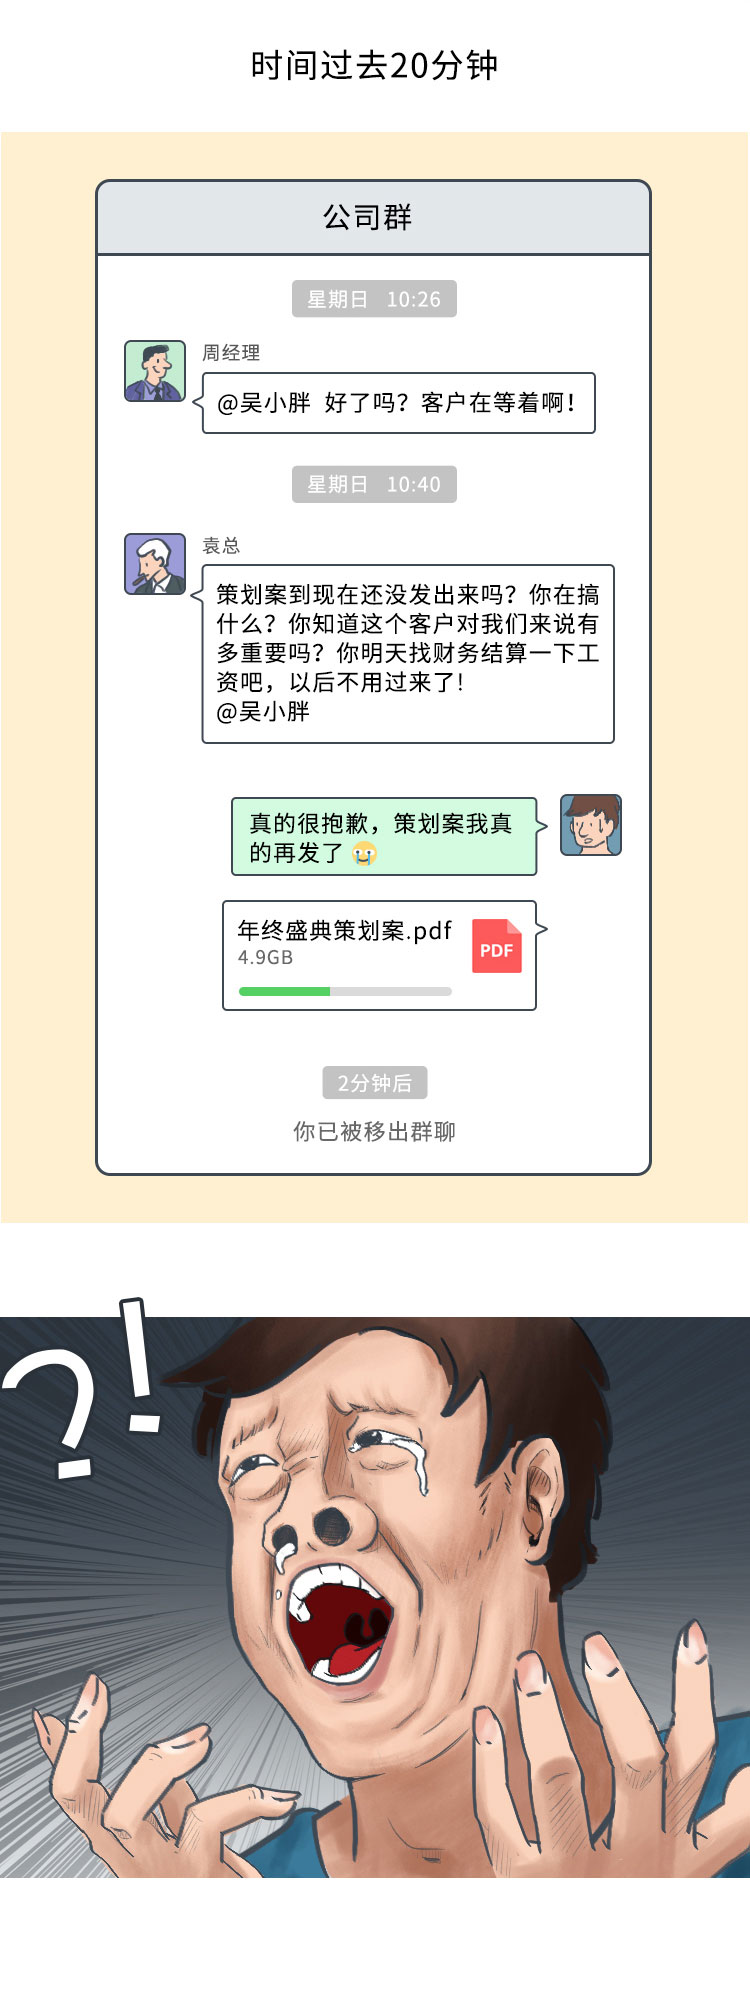 时间过去20分钟
公司群
星期日 10:26
周经理
@吴小胖 好了吗？客户在等着啊！
星期日 10:40
袁总
策划案到现在还没发出来吗？你在搞
什么？你知道这个客户对我们来说有
多重要吗？你明天找财务结算一下工
资吧，以后不用过来了！
@吴小胖
真的很抱歉，策划案我真
的再发了
年终盛典策划案.pdf
4.9GB
PDF
2分钟后
你已被移出群聊
?!